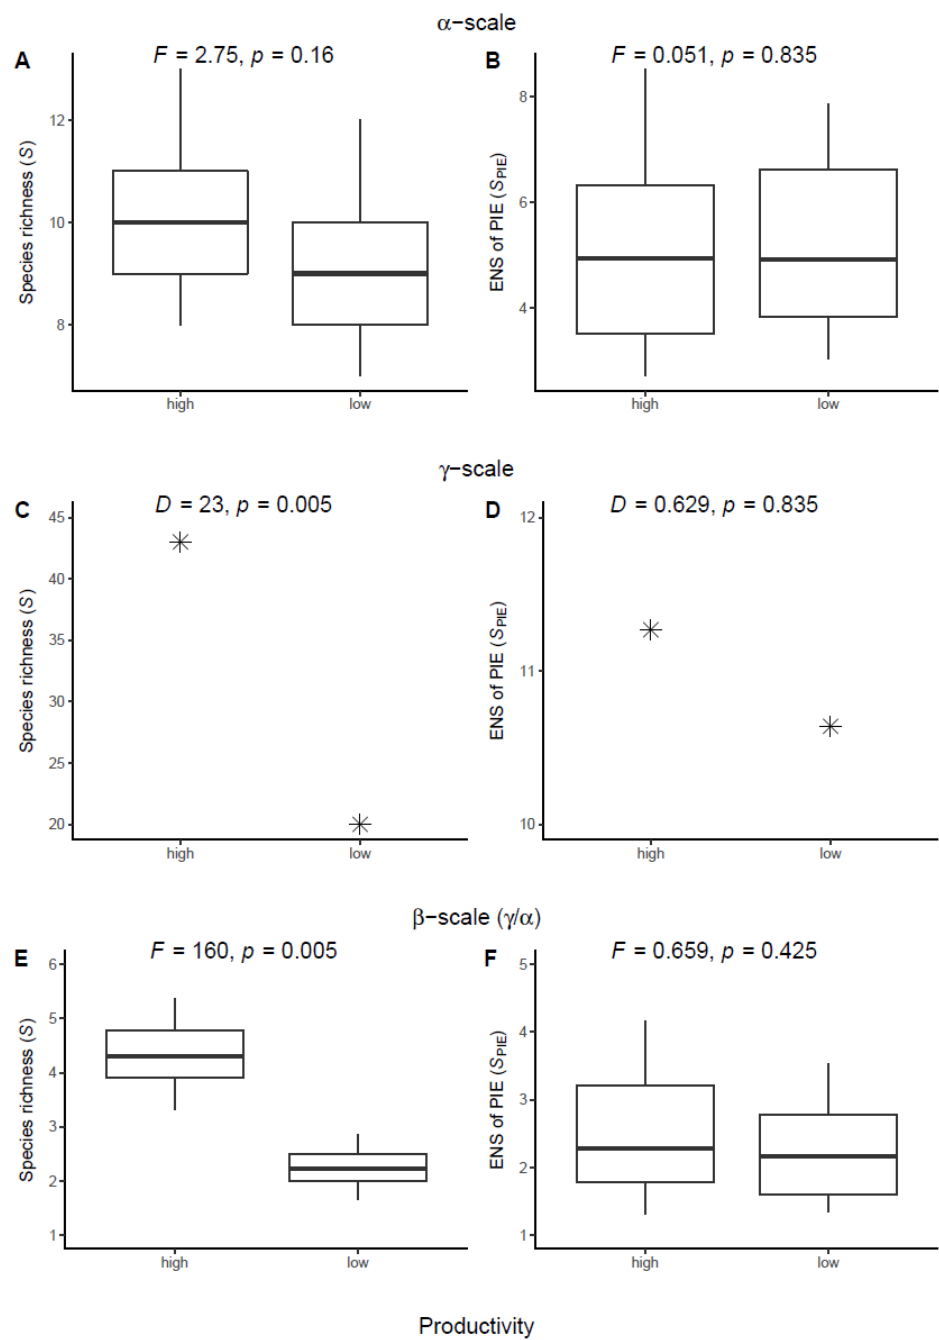 α−scale
A
F = 2.75, p = 0.16
Species richness (S)
12
10
8
high
low
B
F = 0.051, p = 0.835
ENS of PIE (SPIE)
8
6
4
high
low
γ−scale
C
D = 23, p = 0.005
Species richness (S)
45
40
35
30
25
20
high
low
D
D = 0.629, p = 0.835
ENS of PIE (SPIE)
12
11
10
high
low
β−scale (γ/α)
E
F = 160, p = 0.005
Species richness (S)
6
5
4
3
2
1
high
low
F
F = 0.659, p = 0.425
ENS of PIE (SPIE)
5
4
3
2
1
high
low
Productivity